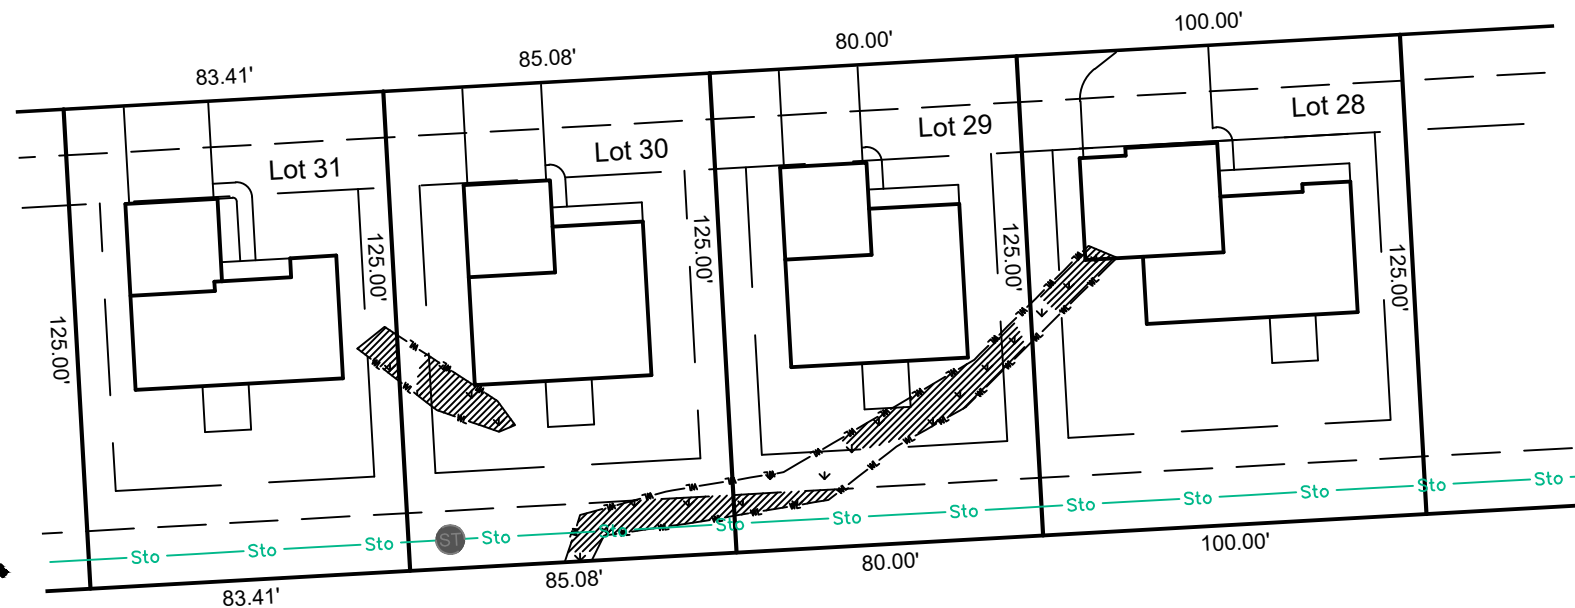 100.00'
80.00'
85.08'
83.41'
Lot 28
Lot 29
Lot 30
Lot 31
125.00'
125.00'
125.00'
125.00'
125.00'
Sto
Sto
Sto
ST
Sto
Sto
Sto
Sto
Sto
Sto
Sto
Sto
Sto
Sto
83.41'
85.08'
80.00'
100.00'